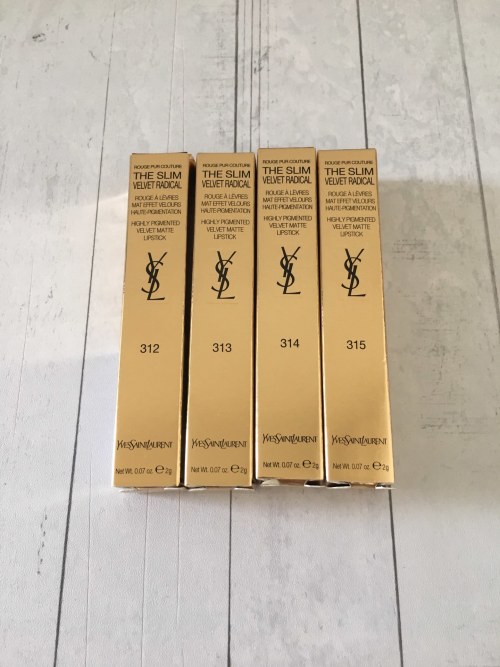 ROUGE PUR COUTURE
THE SLIM
VELVET RADICAL
ROUGE À LÈVRES
MAT EFFET VELOURS
HAUTE-PIGMENTATION
HIGHLY PIGMENTED
VELVET MATTE
LIPSTICK
YSL
312
YVESSAINTLAURENT
Net Wt. 0.07 oz. ℮ 2g
ROUGE PUR COUTURE
THE SLIM
VELVET RADICAL
ROUGE À LÈVRES
MAT EFFET VELOURS
HAUTE-PIGMENTATION
HIGHLY PIGMENTED
VELVET MATTE
LIPSTICK
YSL
313
YVESSAINTLAURENT
Net Wt. 0.07 oz. ℮ 2g
ROUGE PUR COUTURE
THE SLIM
VELVET RADICAL
ROUGE À LÈVRES
MAT EFFET VELOURS
HAUTE-PIGMENTATION
HIGHLY PIGMENTED
VELVET MATTE
LIPSTICK
YSL
314
YVESSAINTLAURENT
Net Wt. 0.07 oz. ℮ 2g
ROUGE PUR COUTURE
THE SLIM
VELVET RADICAL
ROUGE À LÈVRES
MAT EFFET VELOURS
HAUTE-PIGMENTATION
HIGHLY PIGMENTED
VELVET MATTE
LIPSTICK
YSL
315
YVESSAINTLAURENT
Net Wt. 0.07 oz. ℮ 2g